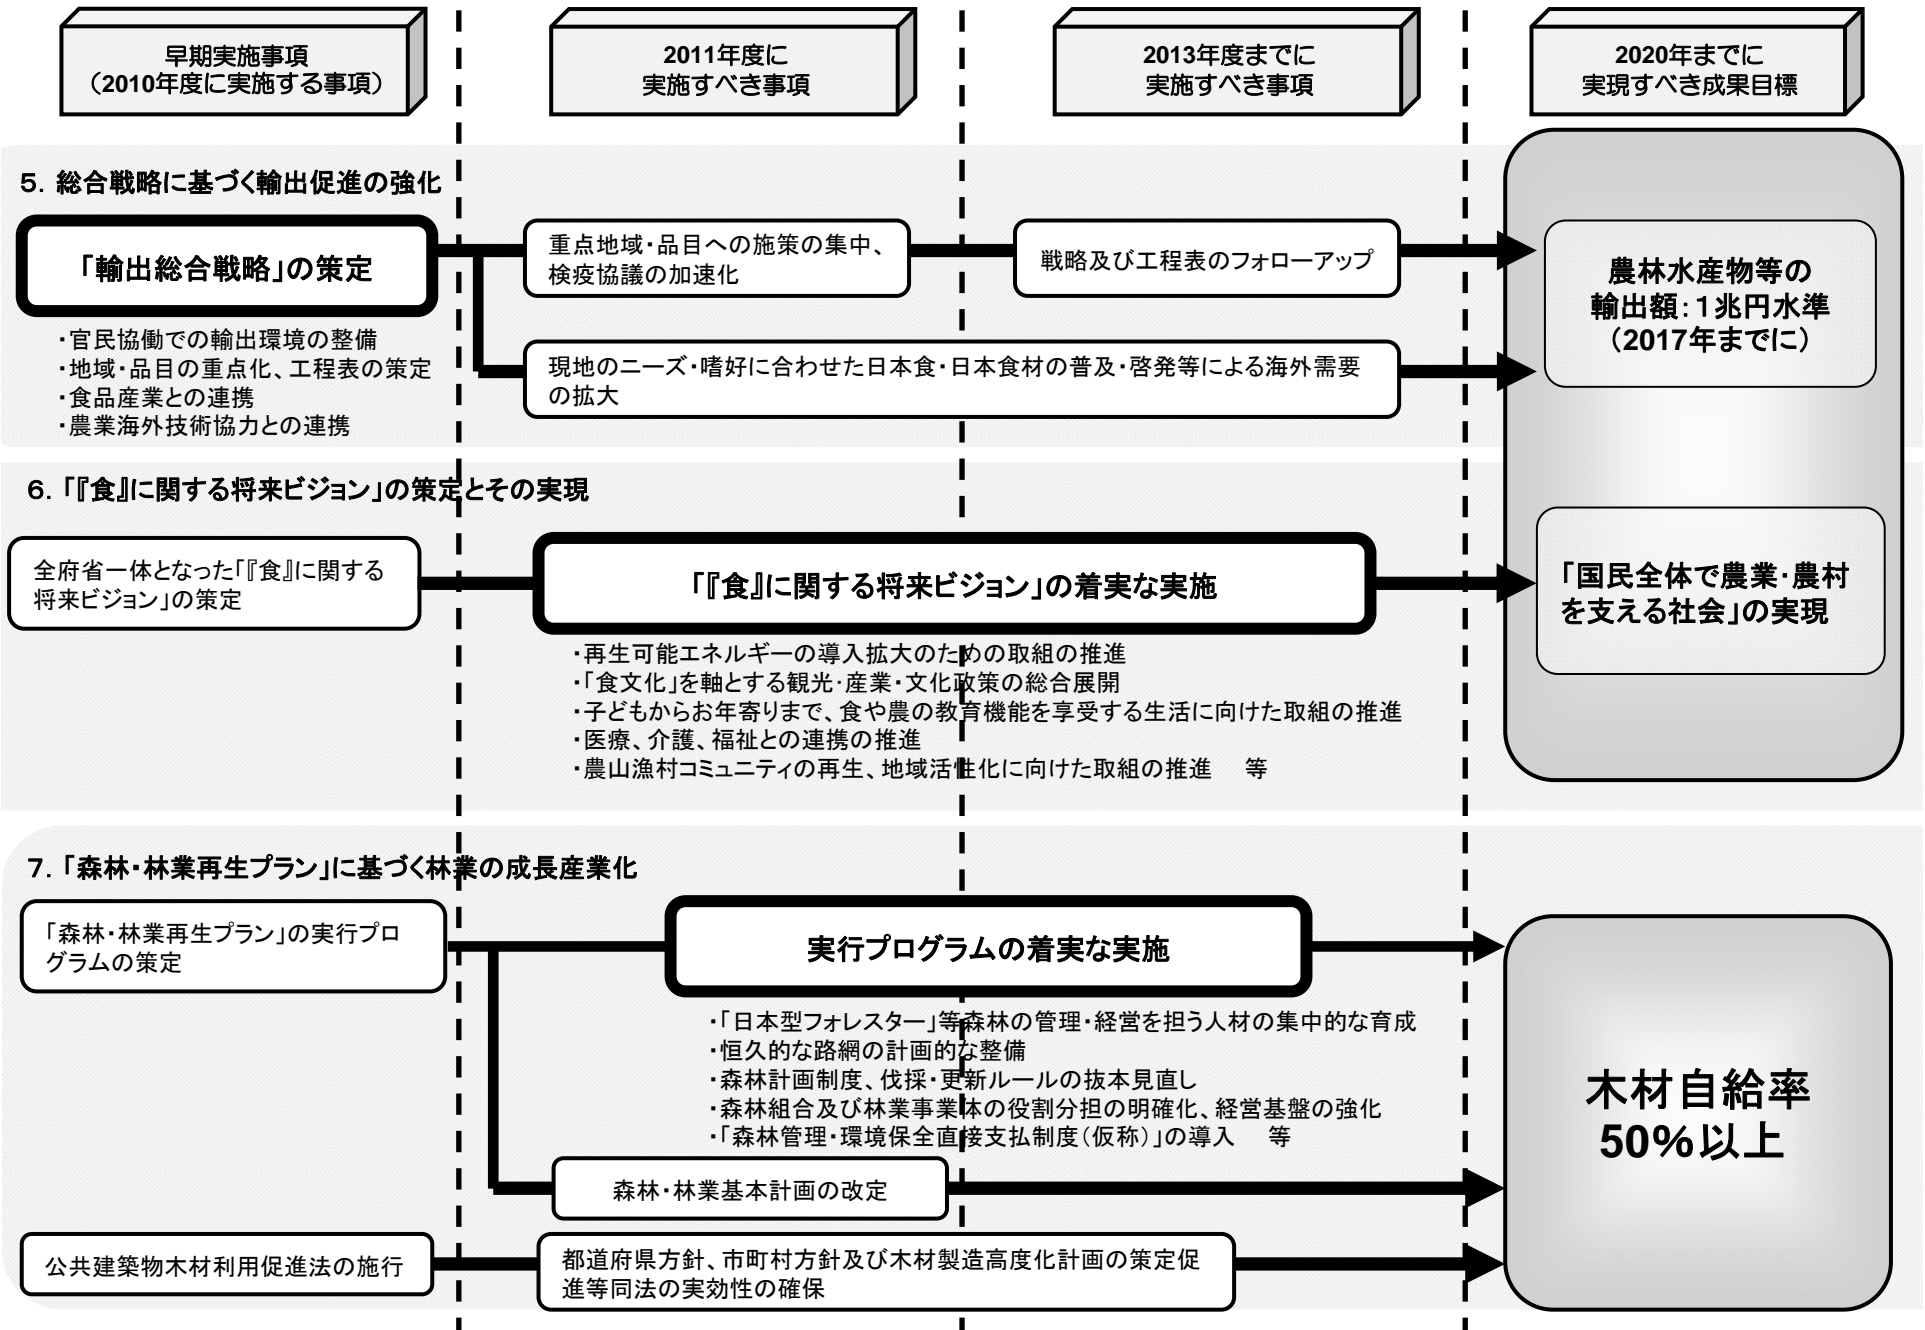 早期実施事項
（2010年度に実施する事項）
2011年度に
実施すべき事項
2013年度までに
実施すべき事項
2020年までに
実現すべき成果目標
５．総合戦略に基づく輸出促進の強化
「輸出総合戦略」の策定
・官民協働での輸出環境の整備
・地域・品目の重点化、工程表の策定
・食品産業との連携
・農業海外技術協力との連携
重点地域・品目への施策の集中、
検疫協議の加速化
戦略及び工程表のフォローアップ
現地のニーズ・嗜好に合わせた日本食・日本食材の普及・啓発等による海外需要
の拡大
農林水産物等の
輸出額：１兆円水準
（2017年までに）
６．「『食』に関する将来ビジョン」の策定とその実現
全府省一体となった「『食』に関する
将来ビジョン」の策定
「『食』に関する将来ビジョン」の着実な実施
・再生可能エネルギーの導入拡大のための取組の推進
・「食文化」を軸とする観光・産業・文化政策の総合展開
・子どもからお年寄りまで、食や農の教育機能を享受する生活に向けた取組の推進
・医療、介護、福祉との連携の推進
・農山漁村コミュニティの再生、地域活性化に向けた取組の推進　等
「国民全体で農業・農村
を支える社会」の実現
７．「森林・林業再生プラン」に基づく林業の成長産業化
「森林・林業再生プラン」の実行プロ
グラムの策定
実行プログラムの着実な実施
・「日本型フォレスター」等森林の管理・経営を担う人材の集中的な育成
・恒久的な路網の計画的な整備
・森林計画制度、伐採・更新ルールの抜本見直し
・森林組合及び林業事業体の役割分担の明確化、経営基盤の強化
・「森林管理・環境保全直接支払制度（仮称）」の導入　等
森林・林業基本計画の改定
公共建築物木材利用促進法の施行
都道府県方針、市町村方針及び木材製造高度化計画の策定促
進等同法の実効性の確保
木材自給率
50%以上